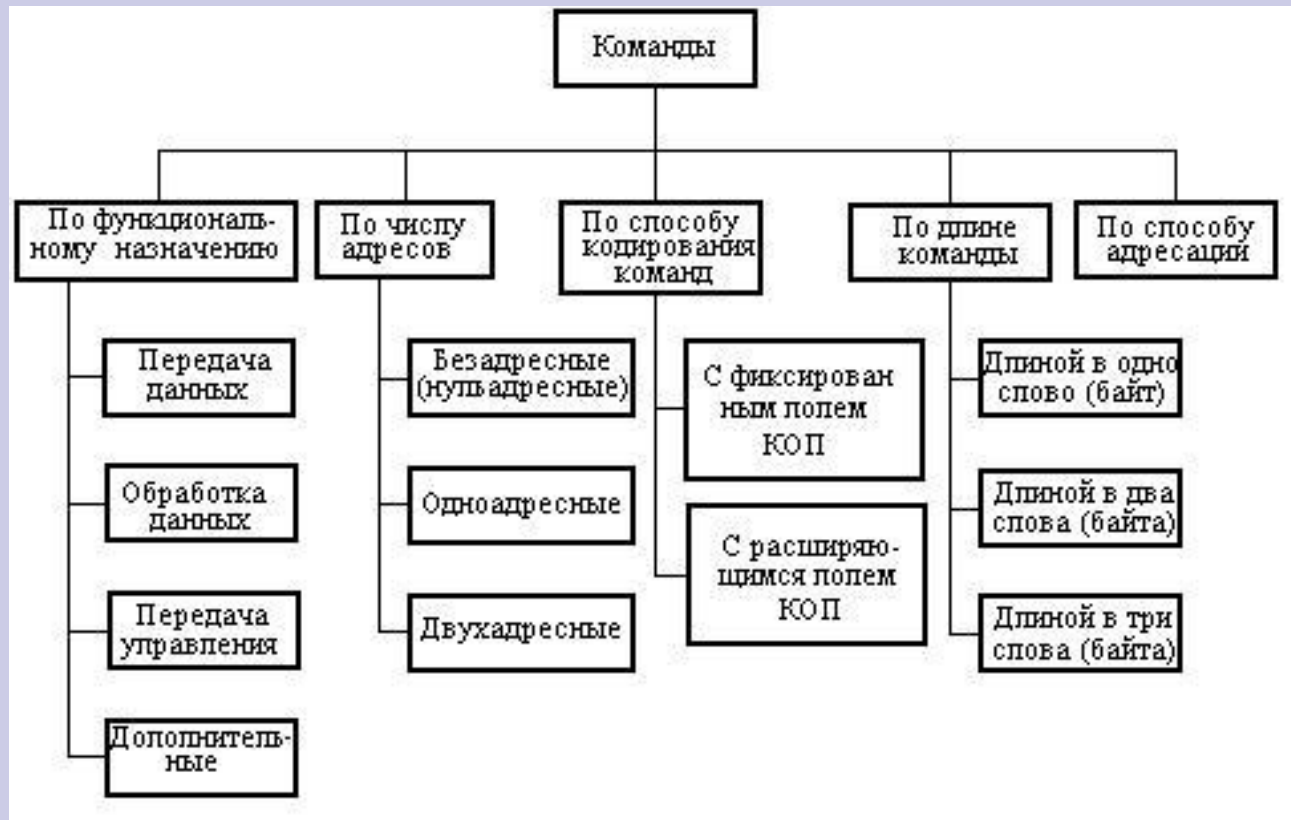 Команды
По функциональ-
ному назначению
По числу
адресов
По способу
кодирования
команд
По длине
команды
По способу
адресации
Передача
данных
Обработка
данных
Передача
управления
Дополнитель-
ные
Безадресные
(нульадресные)
Одноадресные
Двухадресные
С фиксирован
ным полем
КОП
С расширяю-
щимся полем
КОП
Длиной в одно
слово (байт)
Длиной в два
слова (байта)
Длиной в три
слова (байта)